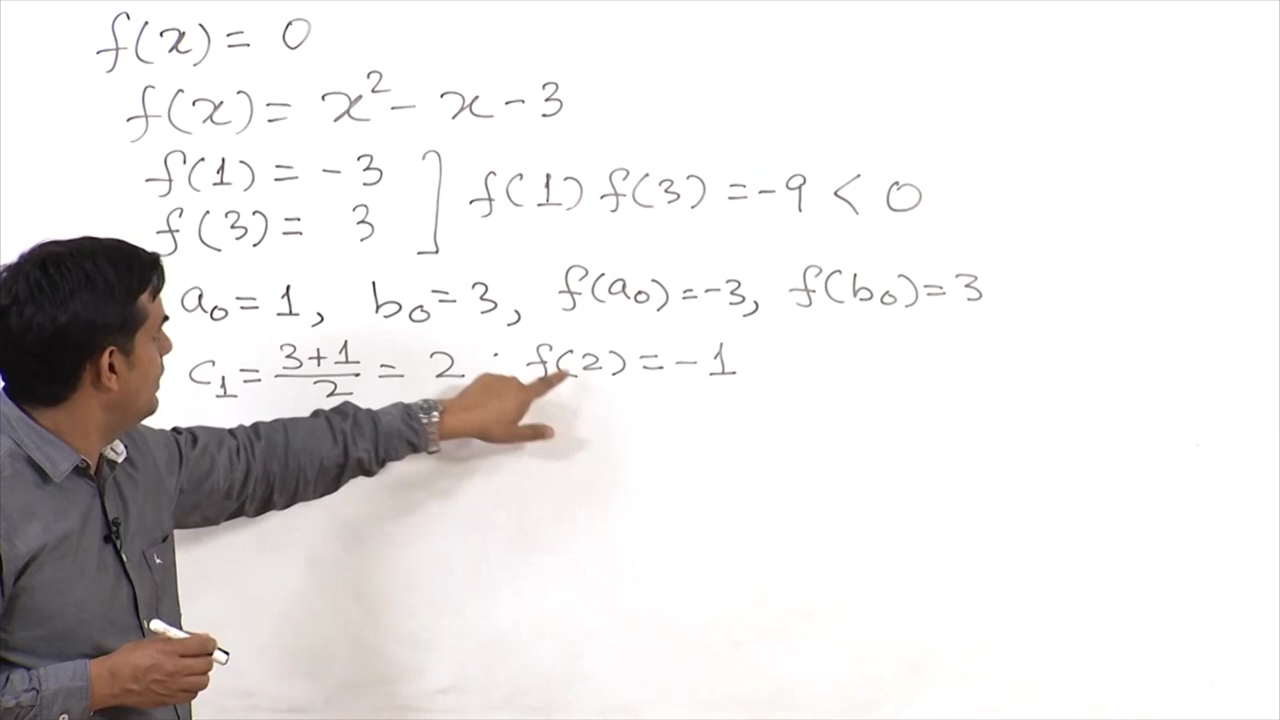 f(x) = 0
f(x) = x² - x - 3
f(1) = -3
f(3) = 3 ] f(1) f(3) = -9 < 0
a₀ = 1, b₀ = 3, f(a₀) = -3, f(b₀) = 3
c₁ = (3+1)/2 = 2 ; f(2) = -1